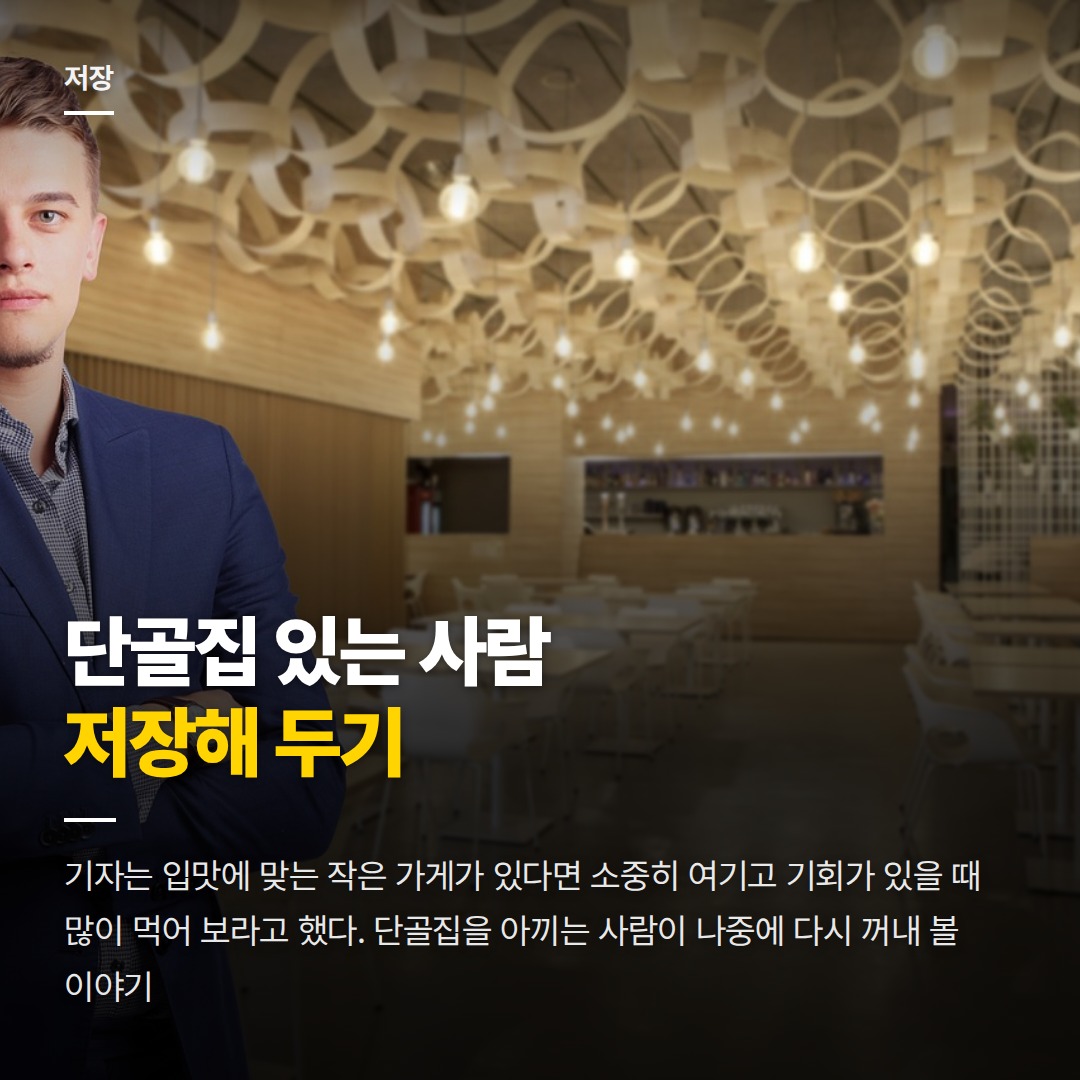 저장
단골집 있는 사람
저장해 두기
기자는 입맛에 맞는 작은 가게가 있다면 소중히 여기고 기회가 있을 때
많이 먹어 보라고 했다. 단골집을 아끼는 사람이 나중에 다시 꺼내 볼
이야기